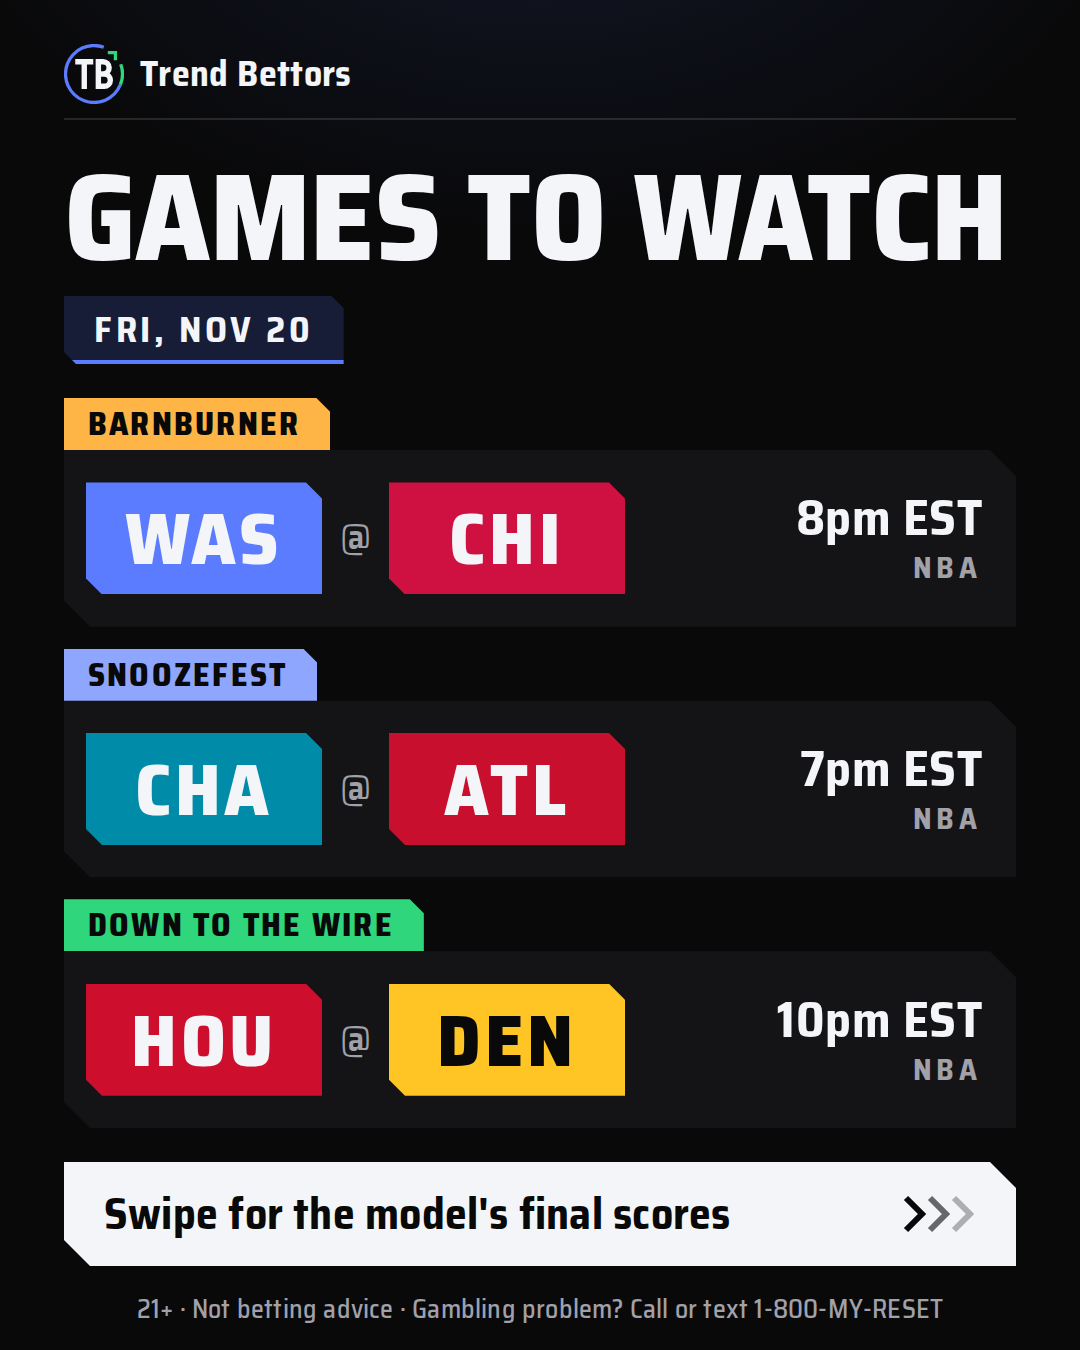 TB Trend Bettors
GAMES TO WATCH
FRI, NOV 20
BARNBURNER
WAS @ CHI 8pm EST
NBA
SNOOZEFEST
CHA @ ATL 7pm EST
NBA
DOWN TO THE WIRE
HOU @ DEN 10pm EST
NBA
Swipe for the model's final scores
21+ · Not betting advice · Gambling problem? Call or text 1-800-MY-RESET